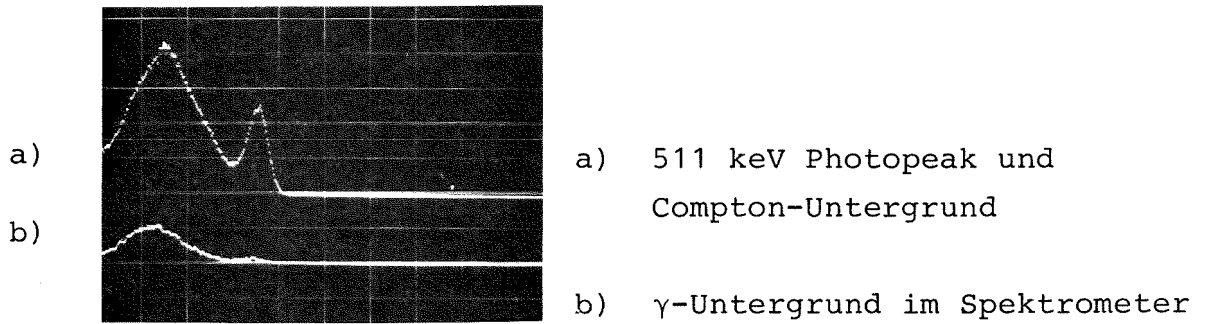 a)
b)
a) 511 keV Photopeak und
Compton-Untergrund
b) γ-Untergrund im Spektrometer